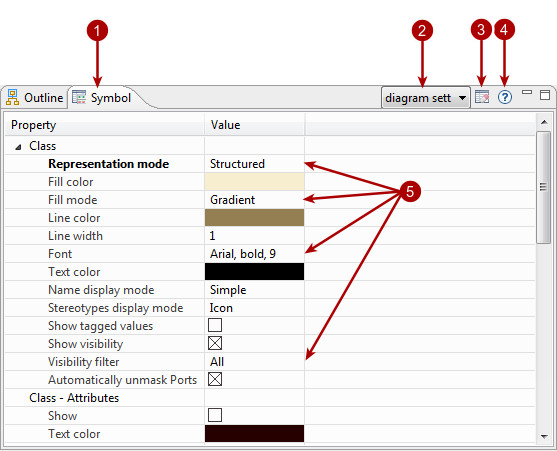 1 2 3 4
Outline Symbol diagram sett
Property Value
Class
Representation mode Structured
Fill color
Fill mode Gradient
5
Line color
Line width 1
Font Arial, bold, 9
Text color
Name display mode Simple
Stereotypes display mode Icon
Show tagged values
Show visibility
Visibility filter All
Automatically unmask Ports
Class - Attributes
Show
Text color